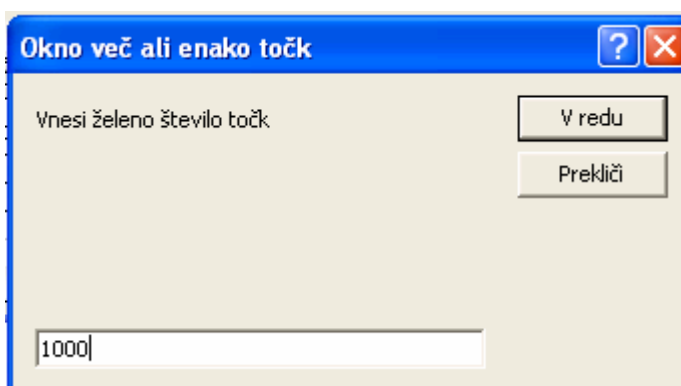 Okno več ali enako točk
?
Vnesi želeno število točk
V redu
Prekliči
1000